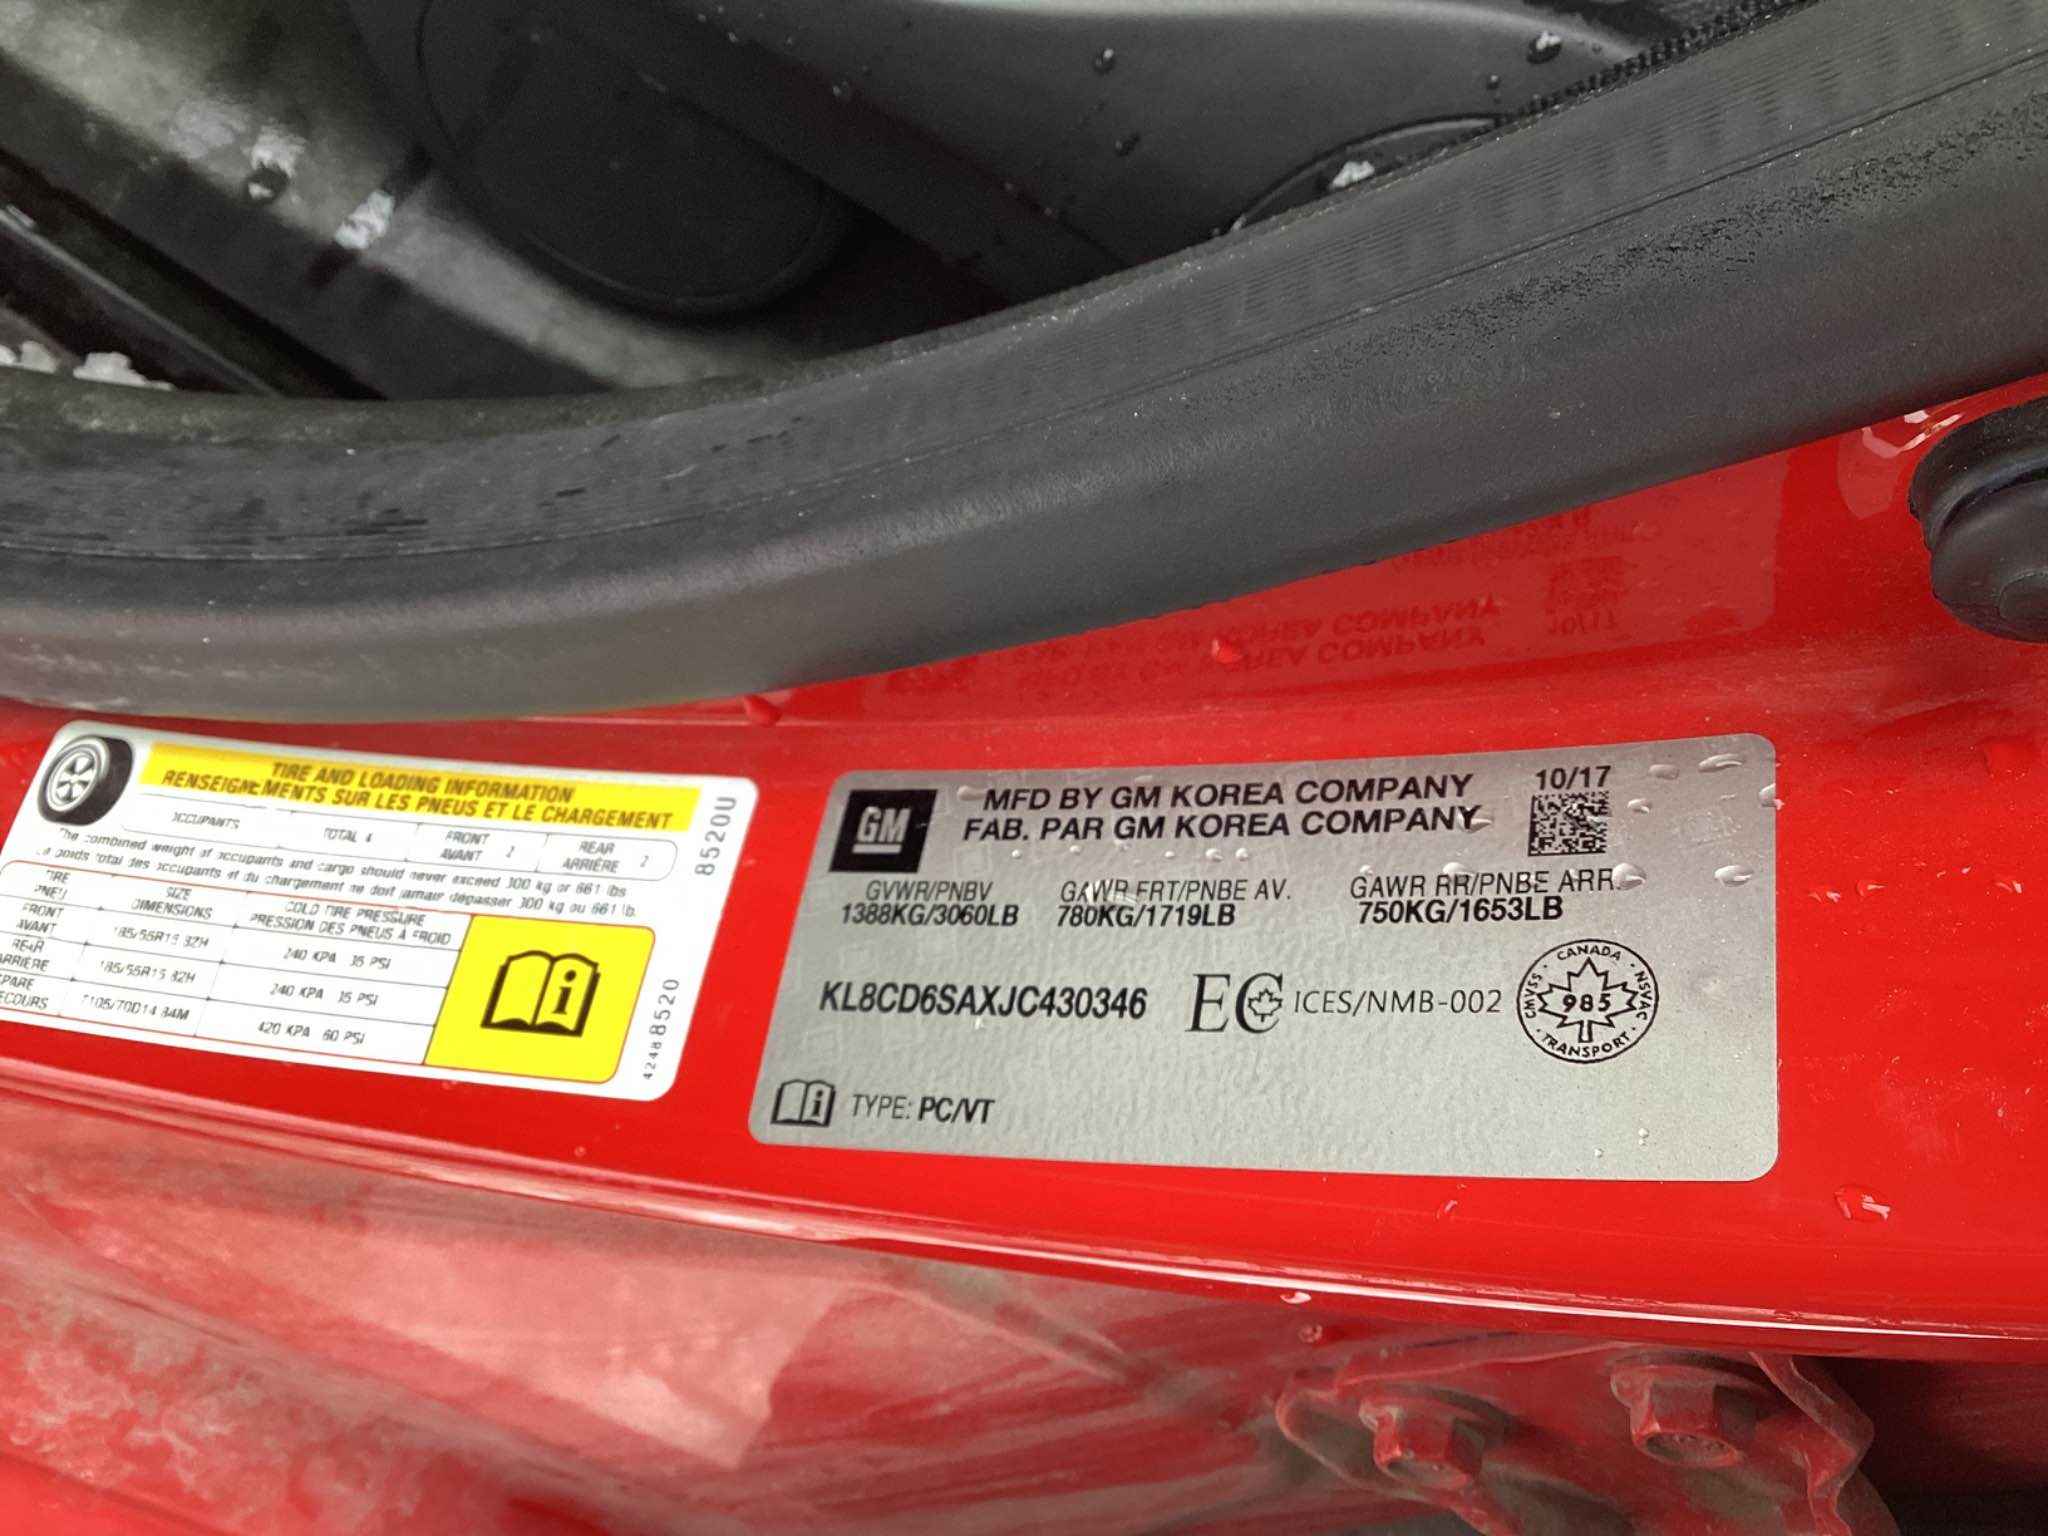 TIRE AND LOADING INFORMATION
RENSEIGNEMENTS SUR LES PNEUS ET LE CHARGEMENT
OCCUPANTS TOTAL 4 FRONT AVANT 2 REAR ARRIÈRE 2
The combined weight of occupants and cargo should never exceed 300 kg or 661 lbs
Le poids total des occupants et du chargement ne doit jamais dépasser 300 kg ou 661 lb.
TIRE PNEU SIZE DIMENSIONS COLD TIRE PRESSURE PRESSION DES PNEUS À FROID
FRONT AVANT 185/55R15 82H 240 KPA 35 PSI
REAR ARRIÈRE 185/55R15 82H 240 KPA 35 PSI
SPARE SECOURS T105/70D14 84M 420 KPA 60 PSI
8520U
42488520
GM
MFD BY GM KOREA COMPANY 10/17
FAB. PAR GM KOREA COMPANY
GVWR/PNBV GAWR FRT/PNBE AV. GAWR RR/PNBE ARR.
1388KG/3060LB 780KG/1719LB 750KG/1653LB
KL8CD6SAXJC430346 EC ICES/NMB-002
CANADA
CMVSS 985 NSVAC
TRANSPORT
TYPE: PC/VT